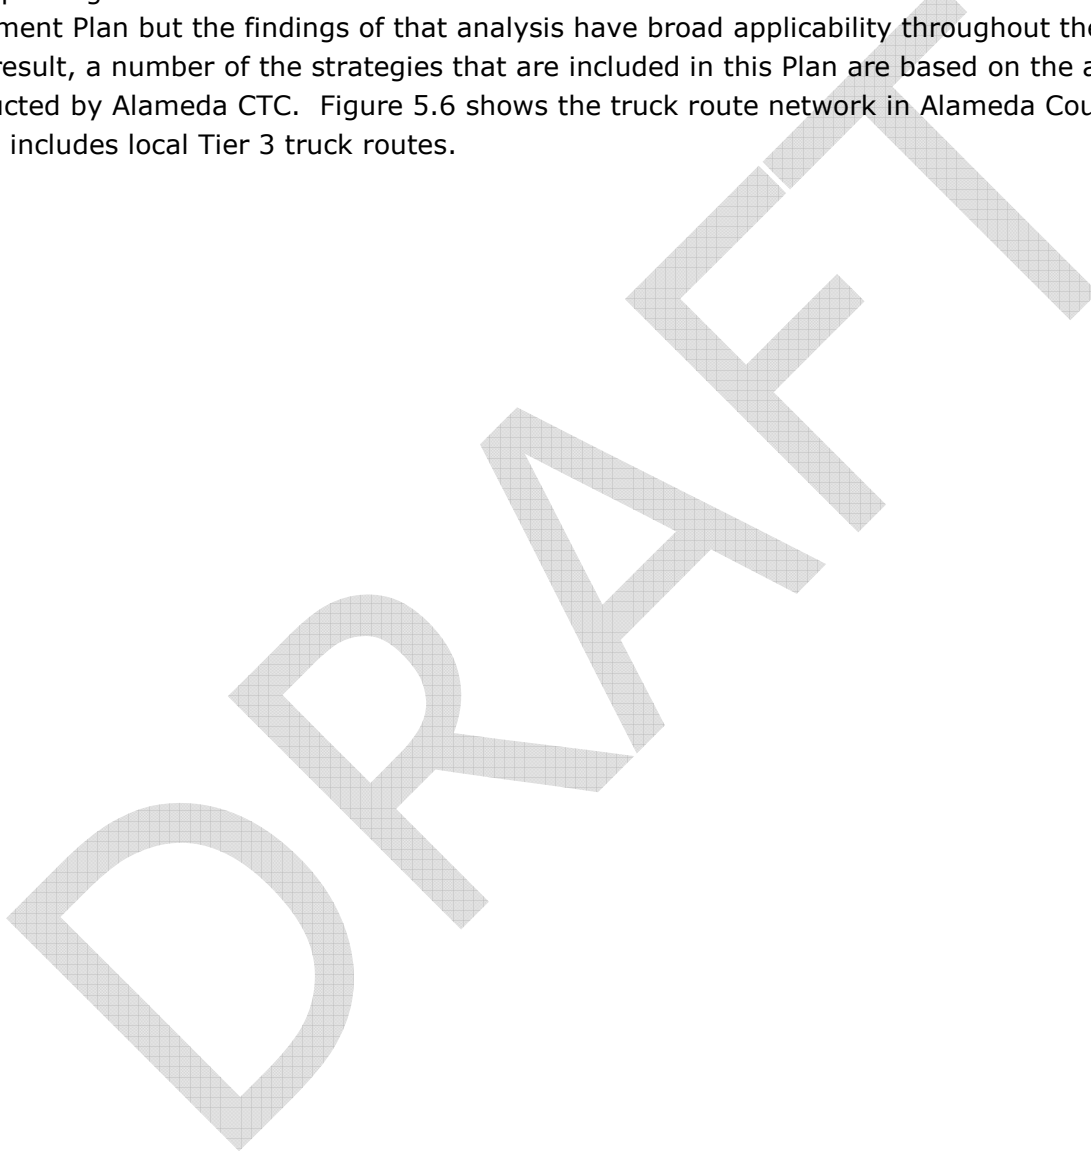 ment Plan but the findings of that analysis have broad applicability throughout the
result, a number of the strategies that are included in this Plan are based on the a
ucted by Alameda CTC.  Figure 5.6 shows the truck route network in Alameda Cou
includes local Tier 3 truck routes.
DRAFT